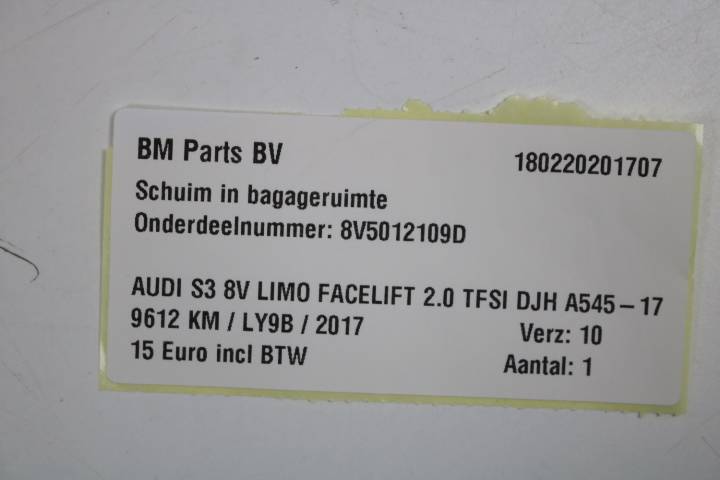 BM Parts BV 180220201707
Schuim in bagageruimte
Onderdeelnummer: 8V5012109D
AUDI S3 8V LIMO FACELIFT 2.0 TFSI DJH A545-17
9612 KM / LY9B / 2017 Verz: 10
15 Euro incl BTW Aantal: 1